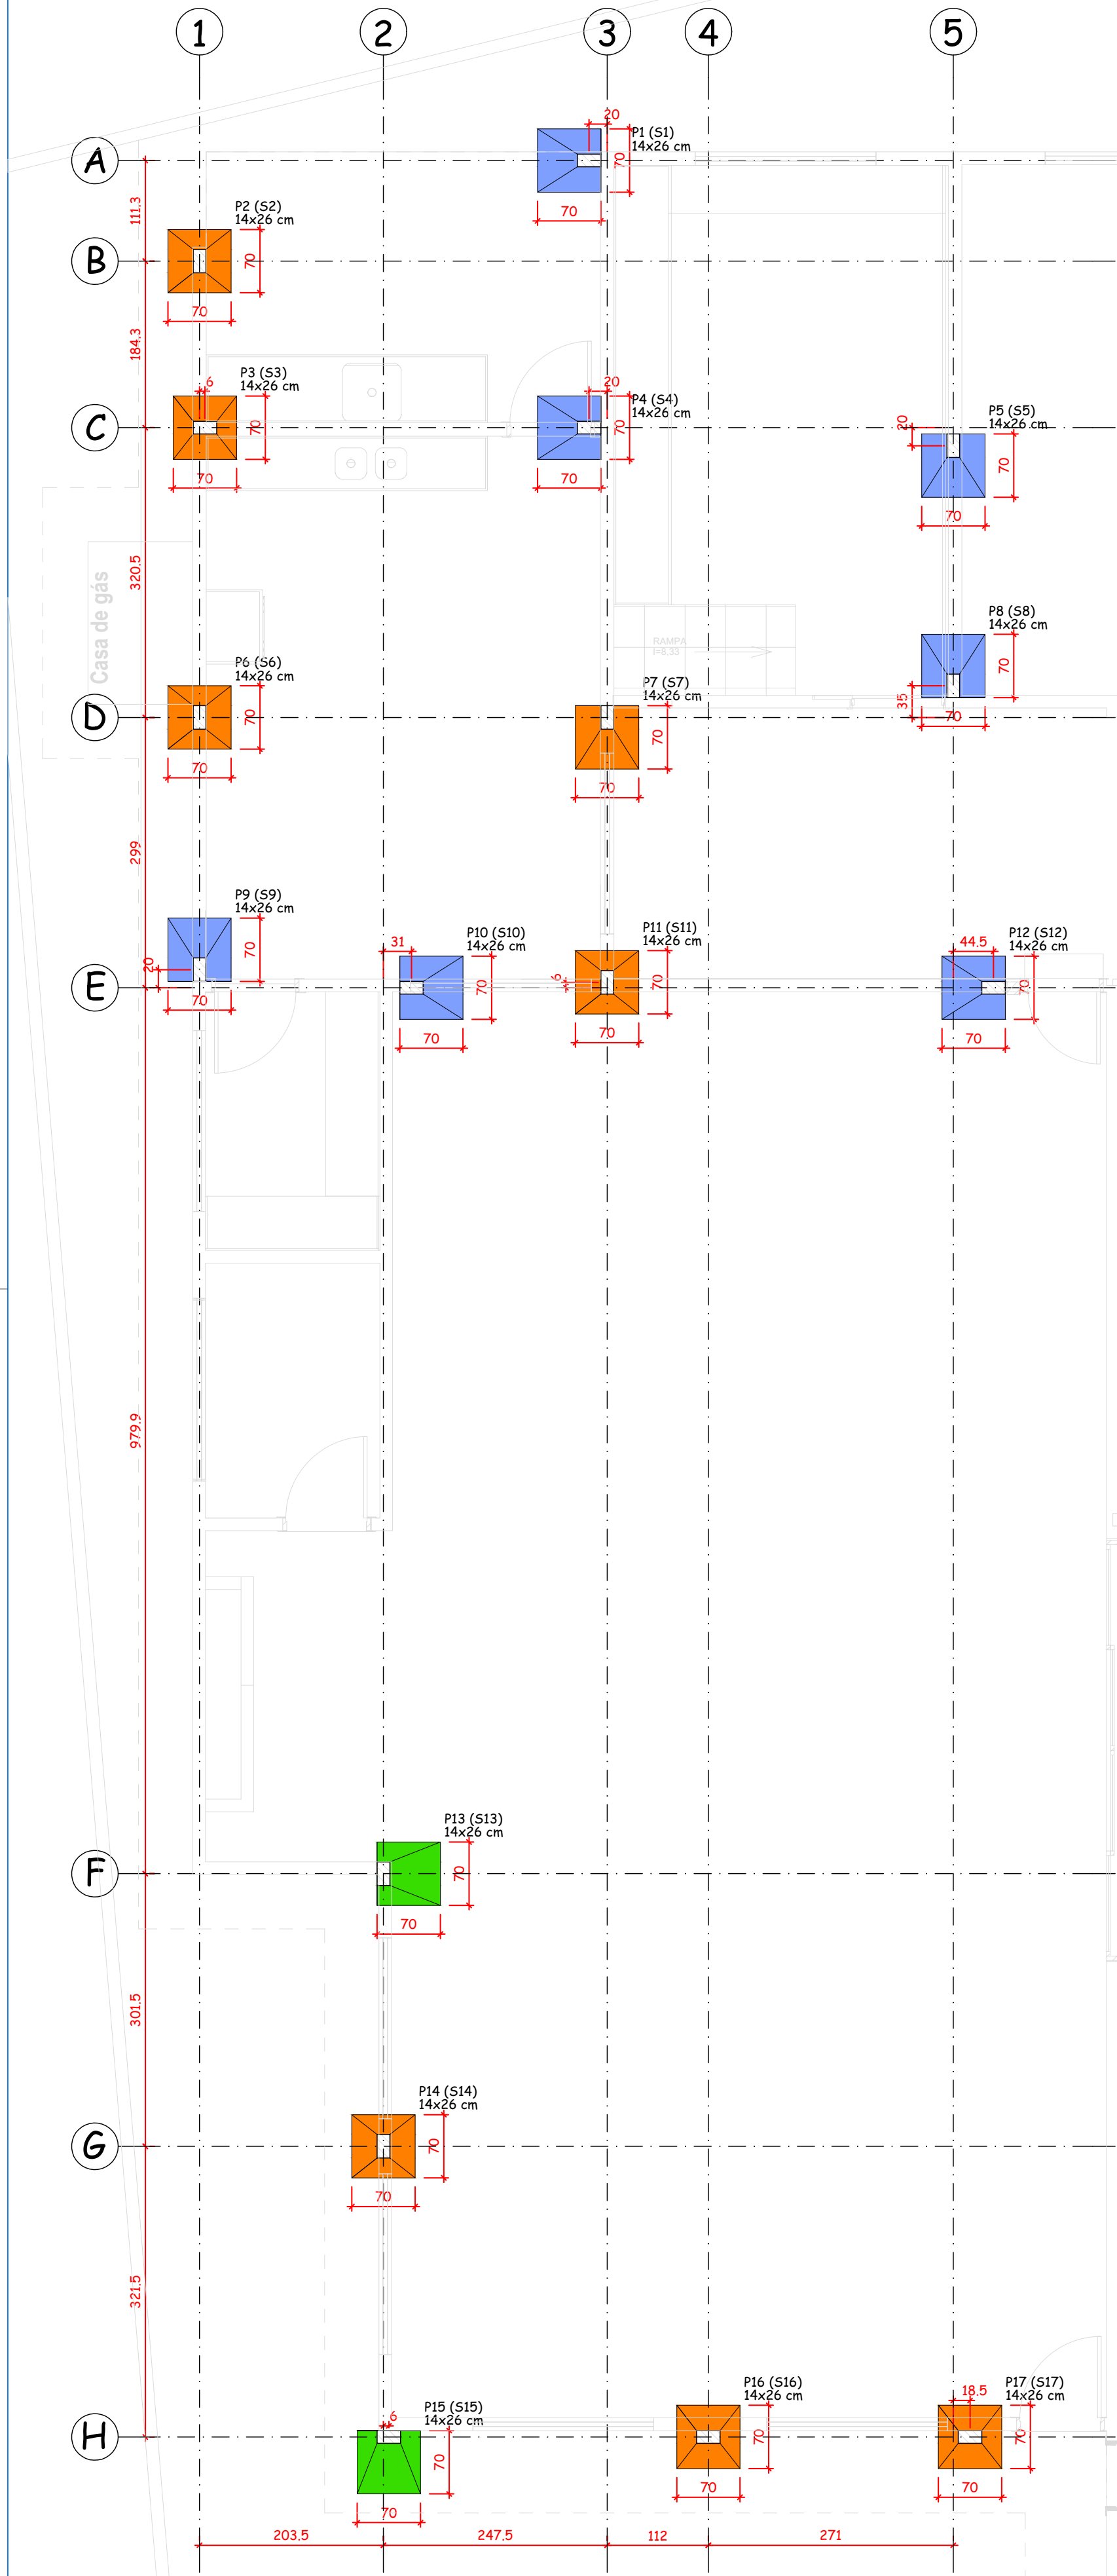 1
2
3
4
5
A
20
P1 (S1)
14x26 cm
70
70
111.3
P2 (S2)
14x26 cm
B
70
70
184.3
P3 (S3)
14x26 cm
6
20
P4 (S4)
14x26 cm
P5 (S5)
14x26 cm
C
70
70
20
70
70
70
70
320.5
Casa de gás
RAMPA
i=8,33
P8 (S8)
14x26 cm
70
P6 (S6)
14x26 cm
P7 (S7)
14x26 cm
D
70
35
70
70
70
70
299
P9 (S9)
14x26 cm
P10 (S10)
14x26 cm
P11 (S11)
14x26 cm
P12 (S12)
14x26 cm
31
44.5
70
20
6
E
70
70
70
70
70
70
70
979.9
P13 (S13)
14x26 cm
F
70
70
301.5
P14 (S14)
14x26 cm
G
70
70
321.5
P15 (S15)
14x26 cm
P16 (S16)
14x26 cm
P17 (S17)
14x26 cm
6
18.5
H
70
70
70
70
70
70
203.5
247.5
112
271